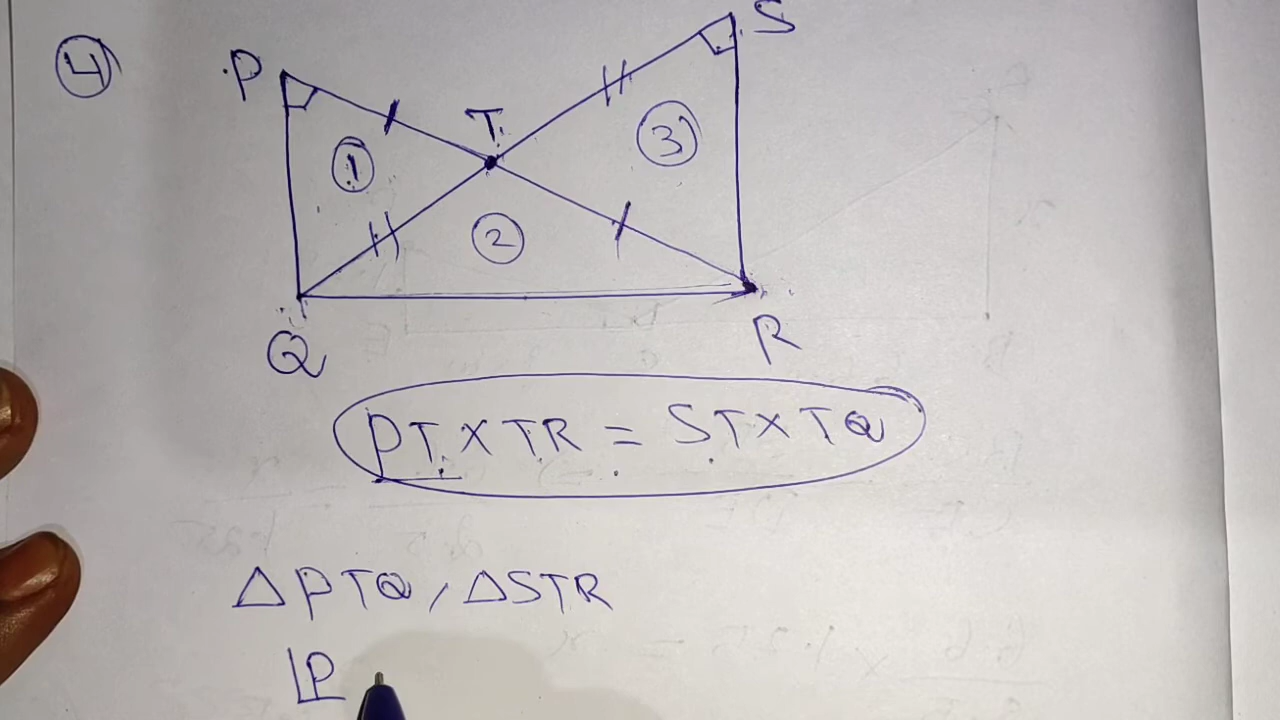 4
P
S
T
1
3
2
Q
R
PT x TR = ST x TQ
△ PTQ, △STR
∠P